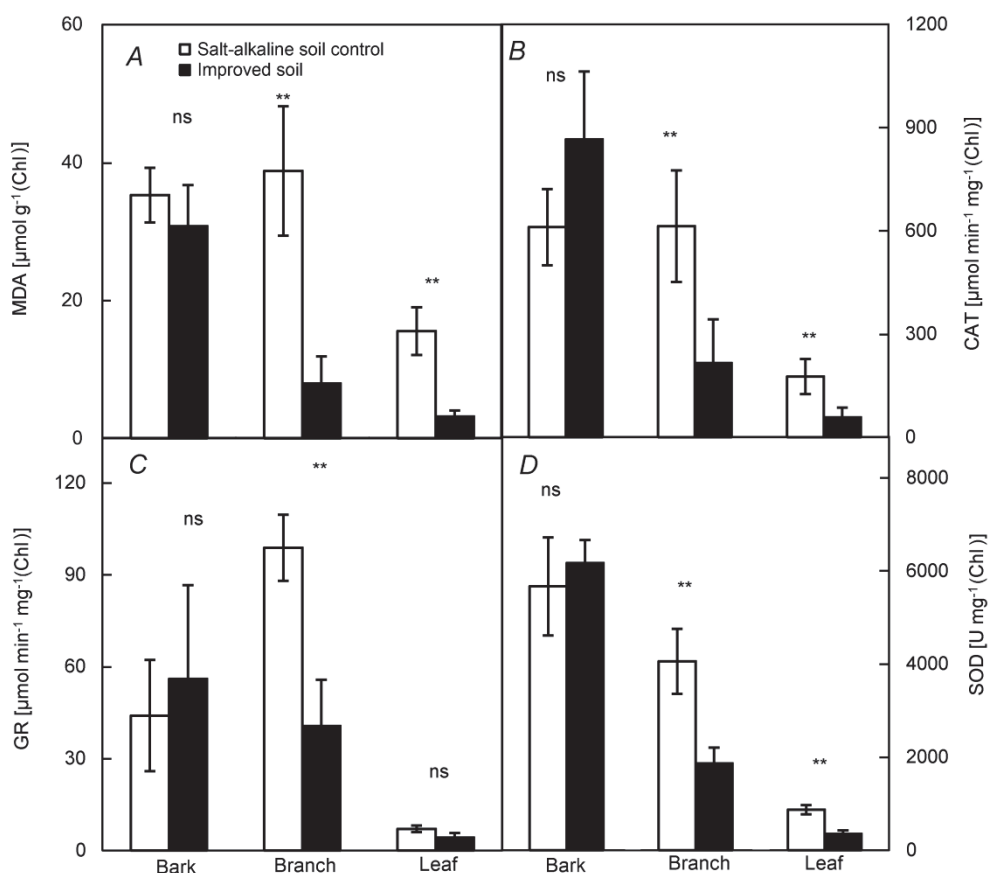 A
Salt-alkaline soil control
Improved soil
MDA [µmol g⁻¹(Chl)]
60
40
20
0
ns
**
**
B
CAT [µmol min⁻¹ mg⁻¹(Chl)]
1200
900
600
300
0
ns
**
**
C
GR [µmol min⁻¹ mg⁻¹(Chl)]
120
90
60
30
0
ns
**
ns
Bark
Branch
Leaf
D
SOD [U mg⁻¹(Chl)]
8000
6000
4000
2000
0
ns
**
**
Bark
Branch
Leaf